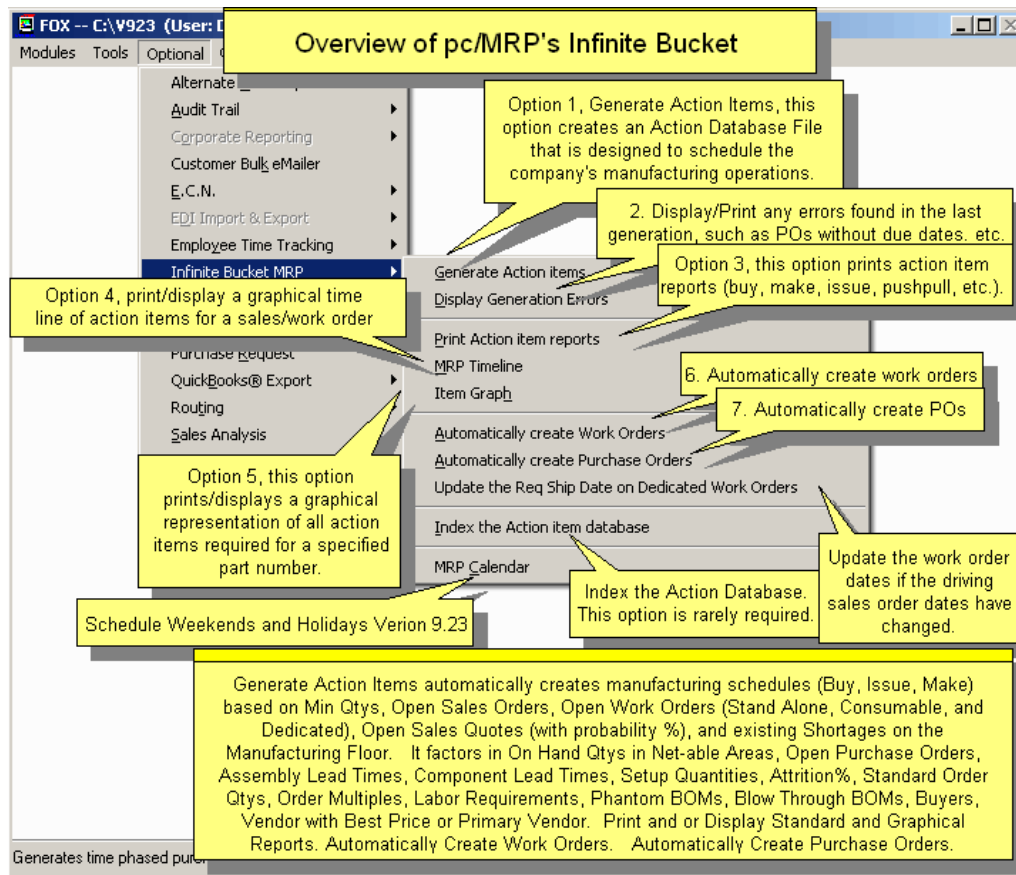 FOX -- C:\V923 (User: D
Overview of pc/MRP's Infinite Bucket
Modules Tools Optional
Alternate
Audit Trail
Corporate Reporting
Customer Bulk eMailer
E.C.N.
EDI Import & Export
Employee Time Tracking
Infinite Bucket MRP
Purchase Request
QuickBooks® Export
Routing
Sales Analysis
Option 1, Generate Action Items, this
option creates an Action Database File
that is designed to schedule the
company's manufacturing operations.
2. Display/Print any errors found in the last
generation, such as POs without due dates. etc.
Option 3, this option prints action item
reports (buy, make, issue, pushpull, etc.).
Option 4, print/display a graphical time
line of action items for a sales/work order
Generate Action items
Display Generation Errors
Print Action item reports
MRP Timeline
Item Graph
Automatically create Work Orders
Automatically create Purchase Orders
Update the Req Ship Date on Dedicated Work Orders
Index the Action item database
MRP Calendar
6. Automatically create work orders
7. Automatically create POs
Option 5, this option
prints/displays a graphical
representation of all action
items required for a specified
part number.
Schedule Weekends and Holidays Verion 9.23
Index the Action Database.
This option is rarely required.
Update the work order
dates if the driving
sales order dates have
changed.
Generate Action Items automatically creates manufacturing schedules (Buy, Issue, Make)
based on Min Qtys, Open Sales Orders, Open Work Orders (Stand Alone, Consumable, and
Dedicated), Open Sales Quotes (with probability %), and existing Shortages on the
Manufacturing Floor. It factors in On Hand Qtys in Net-able Areas, Open Purchase Orders,
Assembly Lead Times, Component Lead Times, Setup Quantities, Attrition%, Standard Order
Qtys, Order Multiples, Labor Requirements, Phantom BOMs, Blow Through BOMs, Buyers,
Vendor with Best Price or Primary Vendor. Print and or Display Standard and Graphical
Reports. Automatically Create Work Orders. Automatically Create Purchase Orders.
Generates time phased